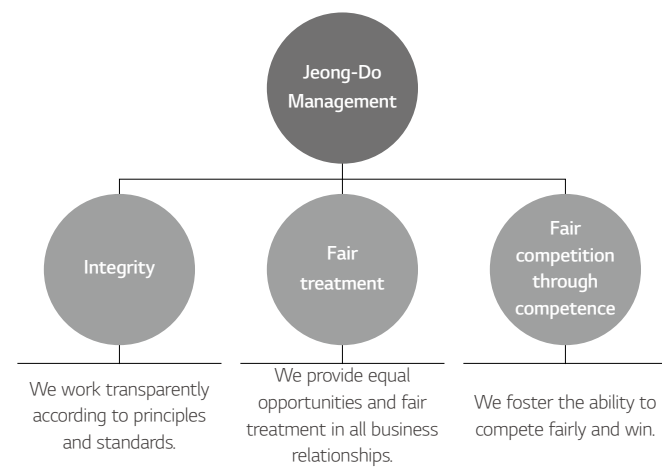 Jeong-Do
Management
Integrity
Fair
treatment
Fair
competition
through
competence
We work transparently
according to principles
and standards.
We provide equal
opportunities and fair
treatment in all business
relationships.
We foster the ability to
compete fairly and win.